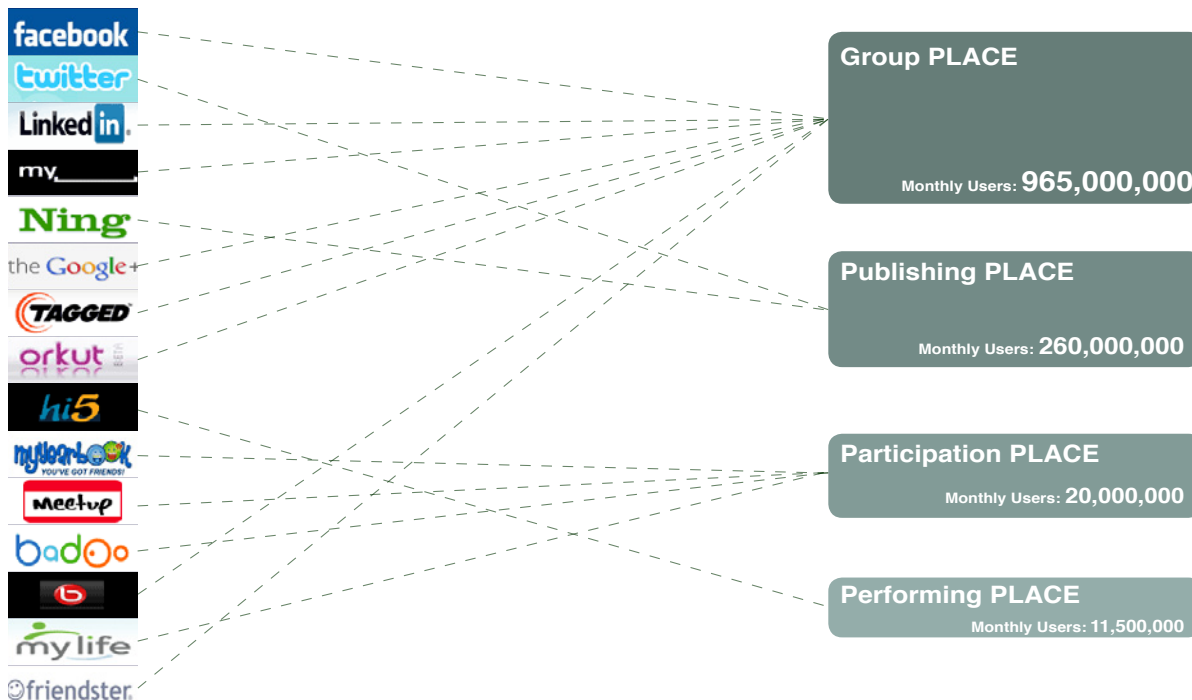 facebook
twitter
Linked in.
my
Ning
the Google+
TAGGED
orkut BETA
hi5
myYearbook
YOU'VE GOT FRIENDS!
Meetup
badoo
b
mylife
friendster.
Group PLACE
Monthly Users: 965,000,000
Publishing PLACE
Monthly Users: 260,000,000
Participation PLACE
Monthly Users: 20,000,000
Performing PLACE
Monthly Users: 11,500,000